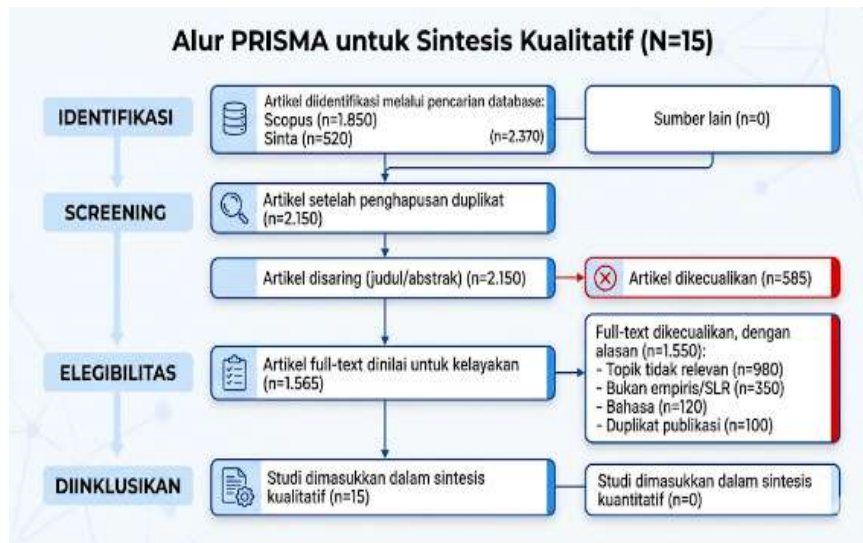 Alur PRISMA untuk Sintesis Kualitatif (N=15)
IDENTIFIKASI
Artikel diidentifikasi melalui pencarian database:
Scopus (n=1.850)
Sinta (n=520)
(n=2.370)
Sumber lain (n=0)
SCREENING
Artikel setelah penghapusan duplikat
(n=2.150)
Artikel disaring (judul/abstrak) (n=2.150)
Artikel dikecualikan (n=585)
ELEGIBILITAS
Artikel full-text dinilai untuk kelayakan
(n=1.565)
Full-text dikecualikan, dengan
alasan (n=1.550):
- Topik tidak relevan (n=980)
- Bukan empiris/SLR (n=350)
- Bahasa (n=120)
- Duplikat publikasi (n=100)
DIINKLUSIKAN
Studi dimasukkan dalam sintesis
kualitatif (n=15)
Studi dimasukkan dalam sintesis
kuantitatif (n=0)